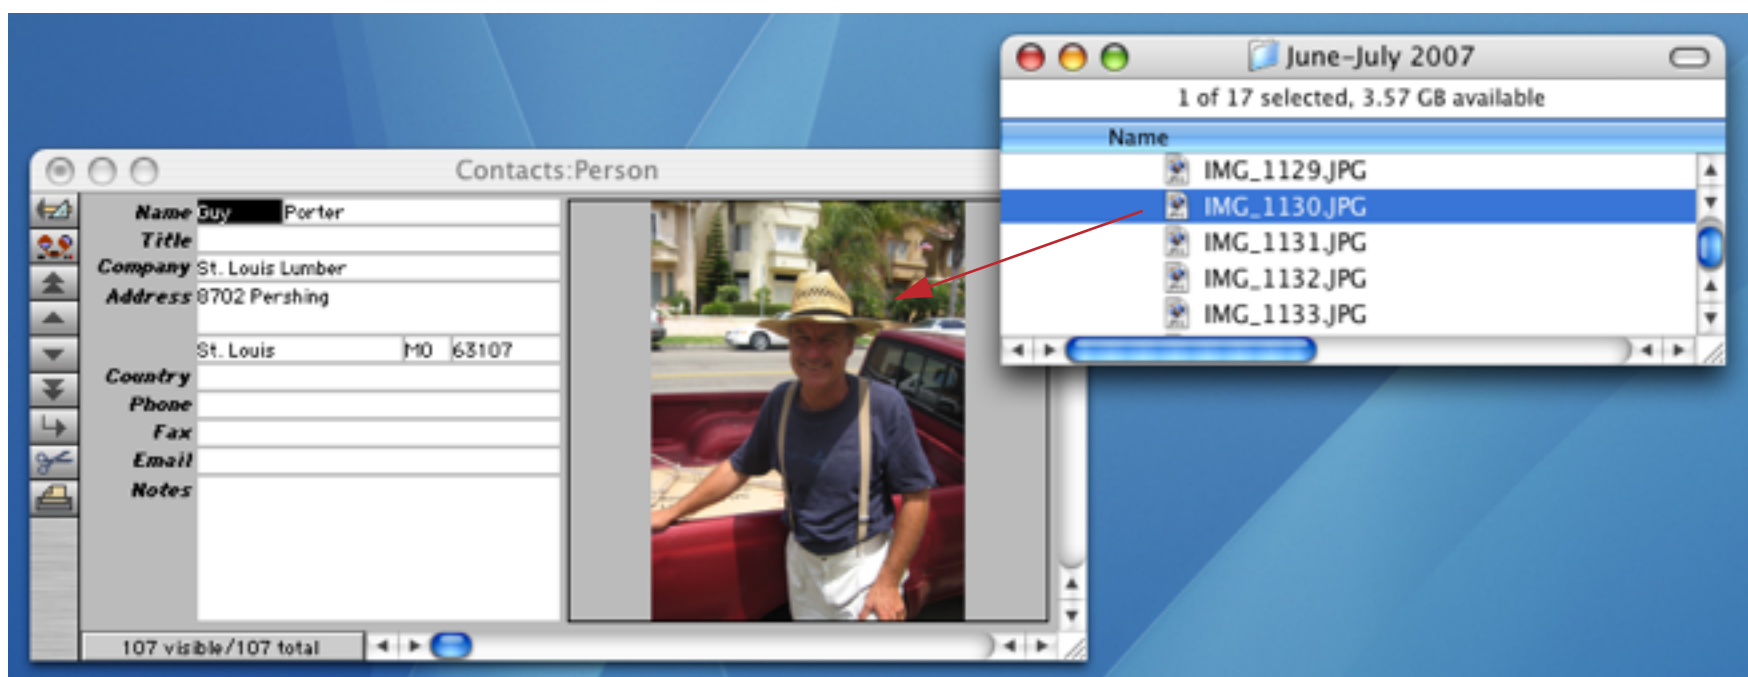 June-July 2007
1 of 17 selected, 3.57 GB available
Name
IMG_1129.JPG
IMG_1130.JPG
IMG_1131.JPG
IMG_1132.JPG
IMG_1133.JPG
Contacts:Person
Name Guy Porter
Title
Company St. Louis Lumber
Address 8702 Pershing
St. Louis MO 63107
Country
Phone
Fax
Email
Notes
107 visible/107 total